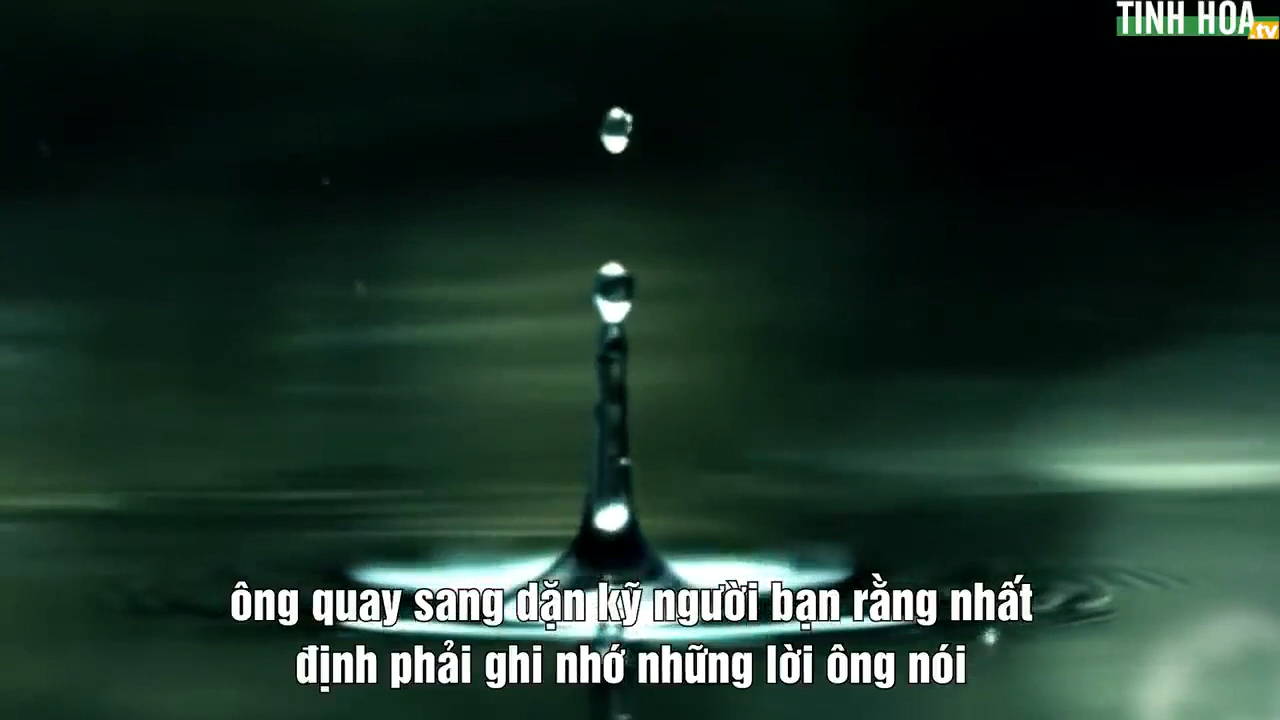 TINH HOA
.tv
ông quay sang dặn kỹ người bạn rằng nhất
định phải ghi nhớ những lời ông nói